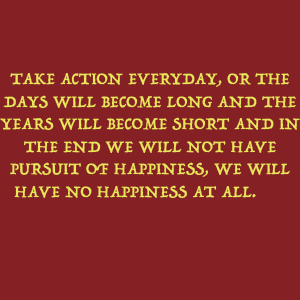 TAKE ACTION EVERYDAY, OR THE
DAYS WILL BECOME LONG AND THE
YEARS WILL BECOME SHORT AND IN
THE END WE WILL NOT HAVE
PURSUIT OF HAPPINESS, WE WILL
HAVE NO HAPPINESS AT ALL.